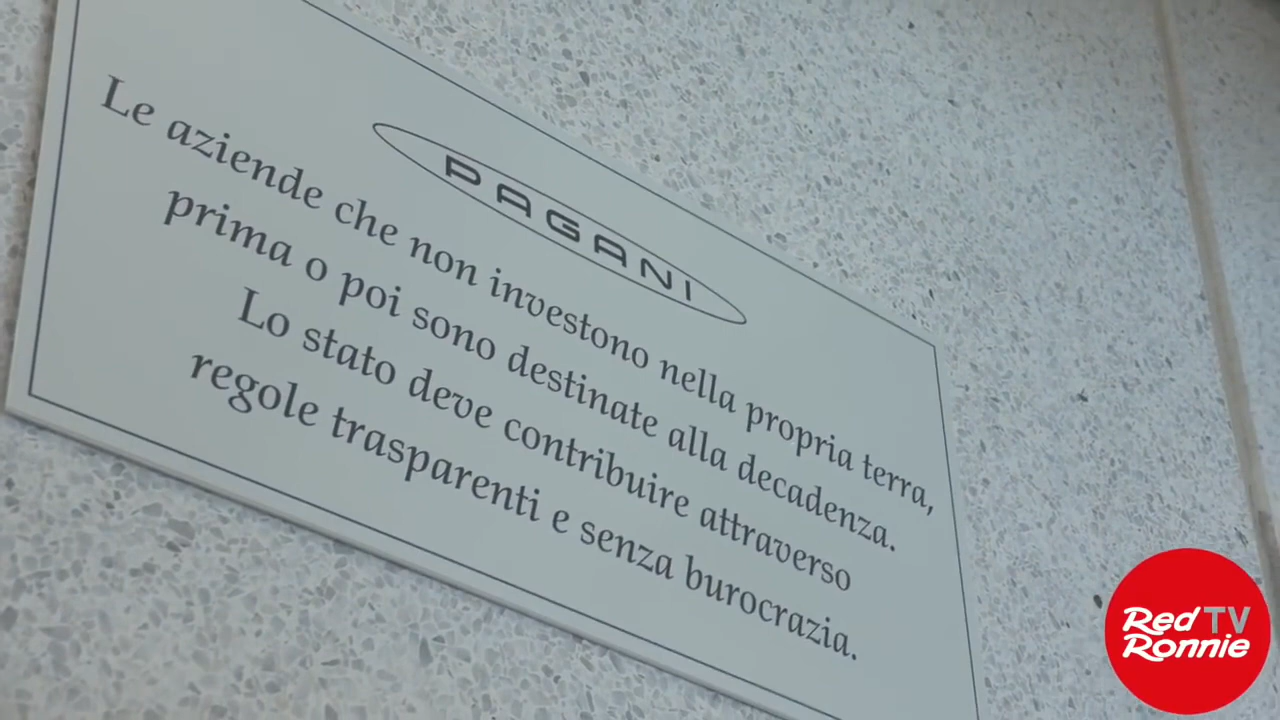 PAGANI
Le aziende che non investono nella propria terra,
prima o poi sono destinate alla decadenza.
Lo stato deve contribuire attraverso
regole trasparenti e senza burocrazia.
Red TV
Ronnie